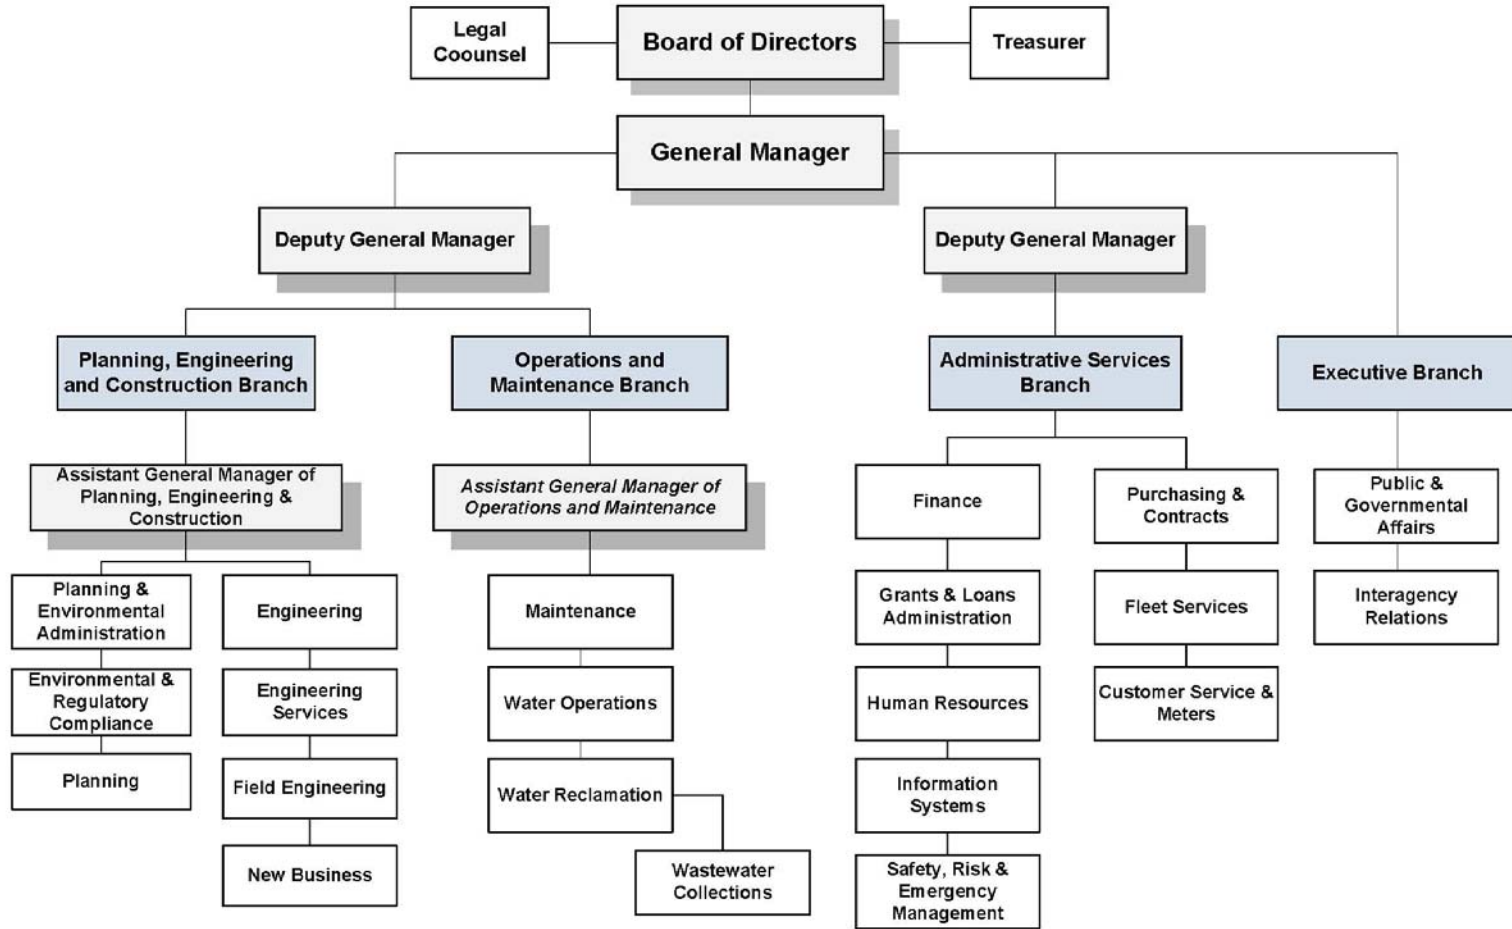 Legal
Coounsel
Board of Directors
Treasurer
General Manager
Deputy General Manager
Deputy General Manager
Planning, Engineering
and Construction Branch
Operations and
Maintenance Branch
Administrative Services
Branch
Executive Branch
Assistant General Manager of
Planning, Engineering &
Construction
Assistant General Manager of
Operations and Maintenance
Finance
Purchasing &
Contracts
Public &
Governmental
Affairs
Planning &
Environmental
Administration
Engineering
Maintenance
Grants & Loans
Administration
Fleet Services
Interagency
Relations
Environmental &
Regulatory
Compliance
Engineering
Services
Water Operations
Human Resources
Customer Service &
Meters
Planning
Field Engineering
Water Reclamation
Information
Systems
New Business
Wastewater
Collections
Safety, Risk &
Emergency
Management